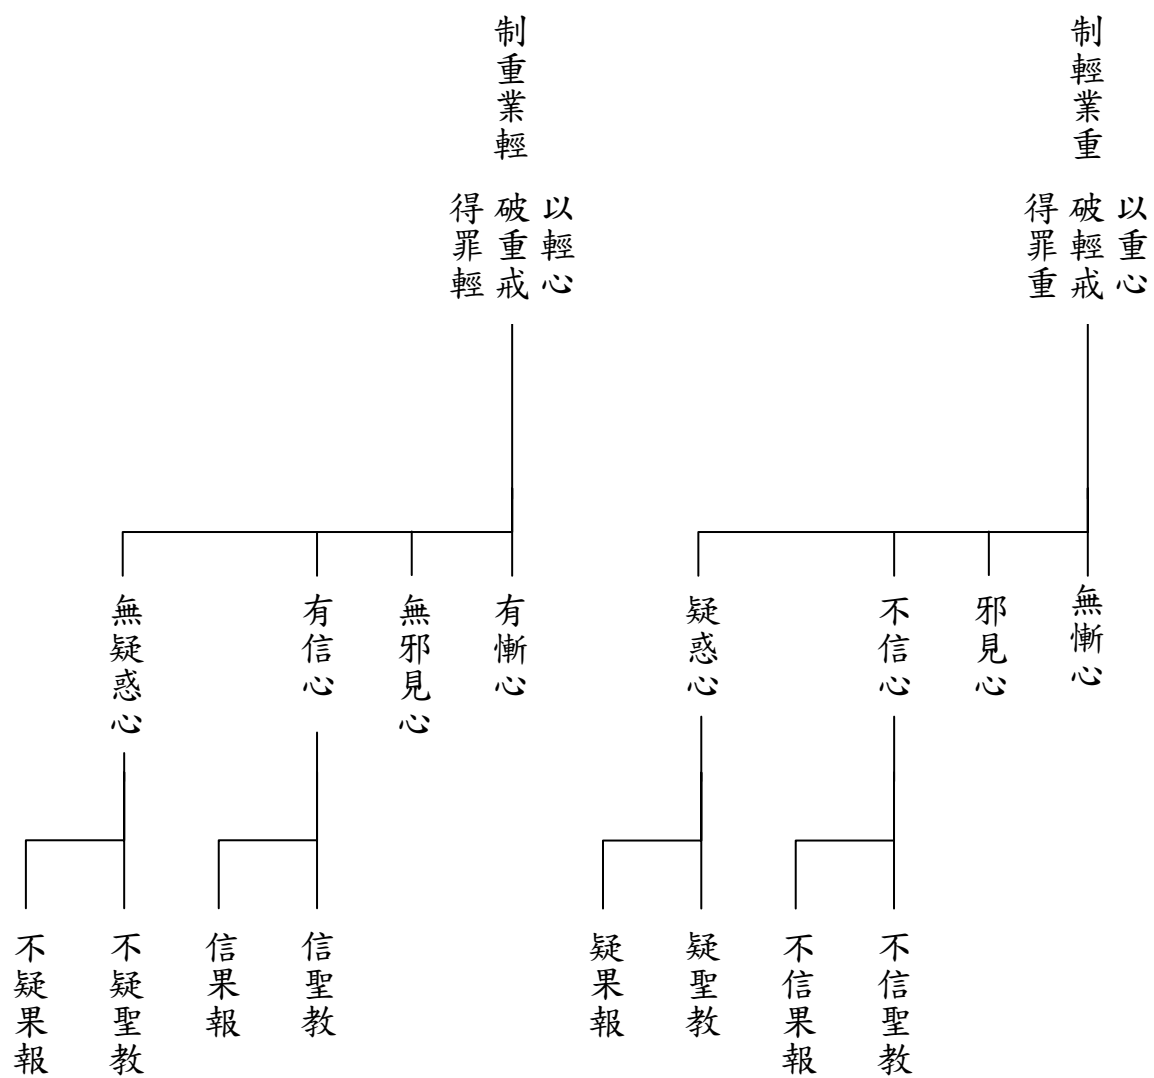 制輕業重
以重心
破輕戒
得罪重
無慚心
邪見心
不信心
不信聖教
不信果報
疑惑心
疑聖教
疑果報
制重業輕
以輕心
破重戒
得罪輕
有慚心
無邪見心
有信心
信聖教
信果報
無疑惑心
不疑聖教
不疑果報